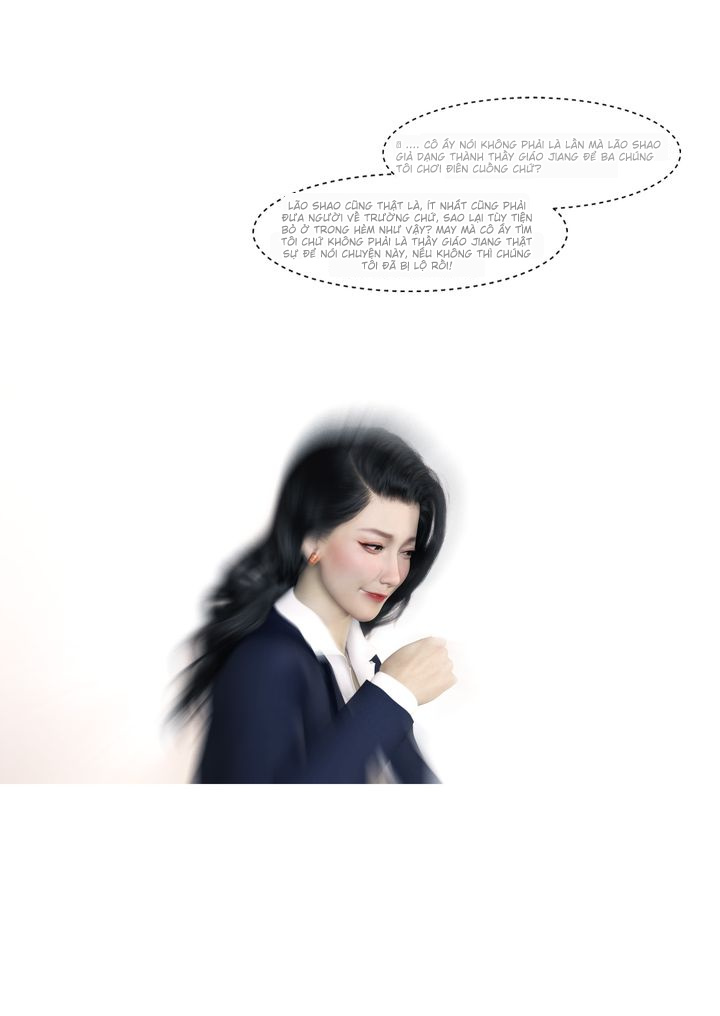 .... CÔ ẤY NÓI KHÔNG PHẢI LÀ LẦN MÀ LÃO SHAO
GIẢ DẠNG THÀNH THẦY GIÁO JIANG ĐỂ BA CHÚNG
TÔI CHƠI ĐIÊN CUỒNG CHỨ?
LÃO SHAO CŨNG THẬT LÀ, ÍT NHẤT CŨNG PHẢI
ĐƯA NGƯỜI VỀ TRƯỜNG CHỨ, SAO LẠI TÙY TIỆN
BỎ Ở TRONG HẺM NHƯ VẬY? MAY MÀ CÔ ẤY TÌM
TÔI CHỨ KHÔNG PHẢI LÀ THẦY GIÁO JIANG THẬT
SỰ ĐỂ NÓI CHUYỆN NÀY, NẾU KHÔNG THÌ CHÚNG
TÔI ĐÃ BỊ LỘ RỒI!